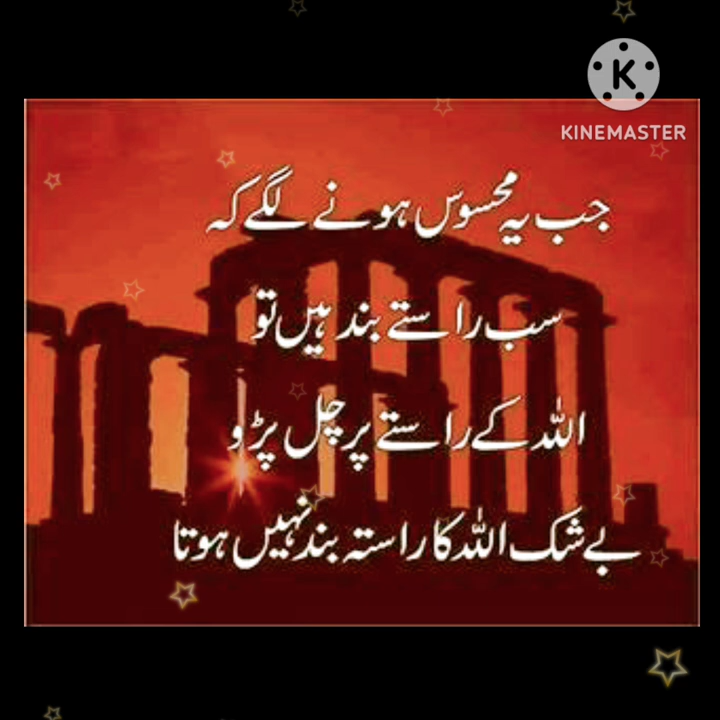 KINEMASTER
جب یہ محسوس ہونے لگے کہ
سب راستے بند ہیں تو
اللہ کے راستے پر چل پڑو
بے شک اللہ کا راستہ بند نہیں ہوتا